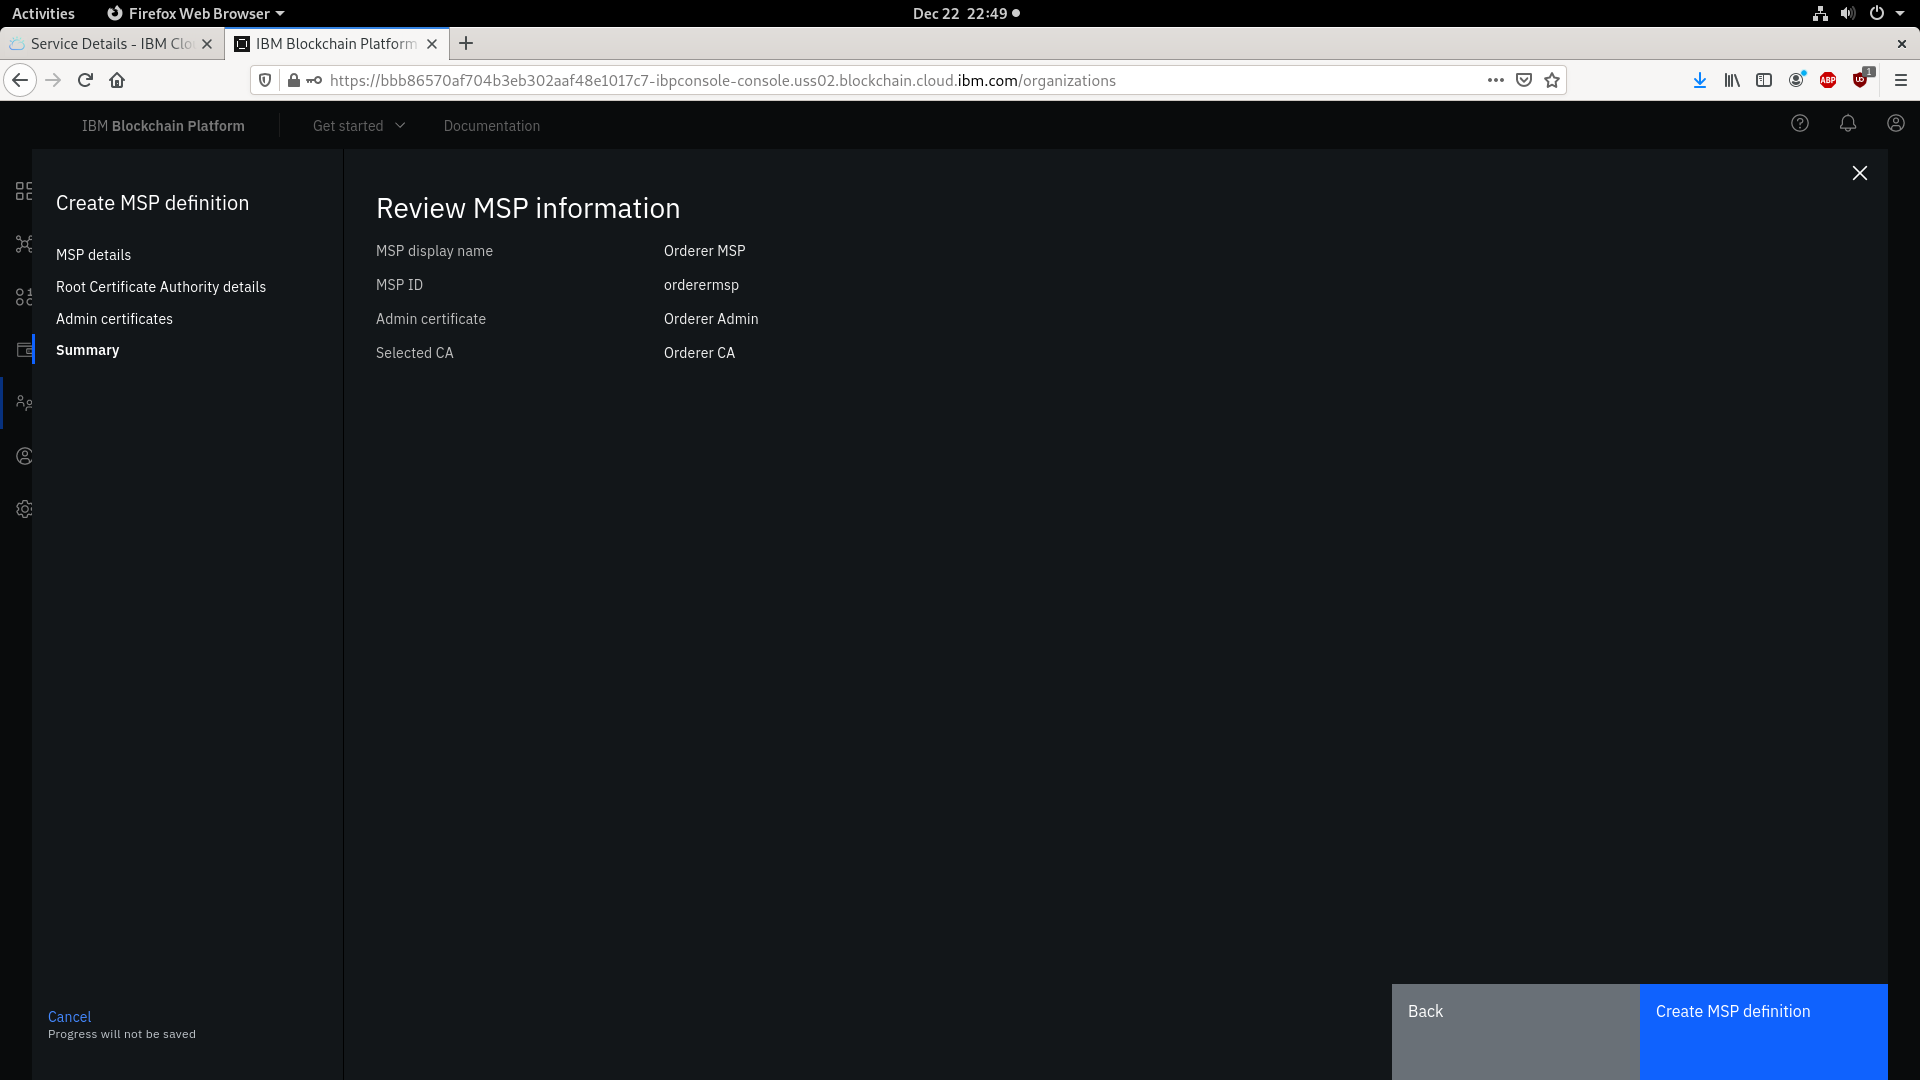 Activities
Firefox Web Browser
Dec 22 22:49
Service Details - IBM Clo
IBM Blockchain Platform
https://bbb86570af704b3eb302aaf48e1017c7-ibpconsole-console.uss02.blockchain.cloud.ibm.com/organizations
ABP
1
IBM Blockchain Platform
Get started
Documentation
Create MSP definition
MSP details
Root Certificate Authority details
Admin certificates
Summary
Review MSP information
MSP display name Orderer MSP
MSP ID orderermsp
Admin certificate Orderer Admin
Selected CA Orderer CA
Cancel
Progress will not be saved
Back
Create MSP definition